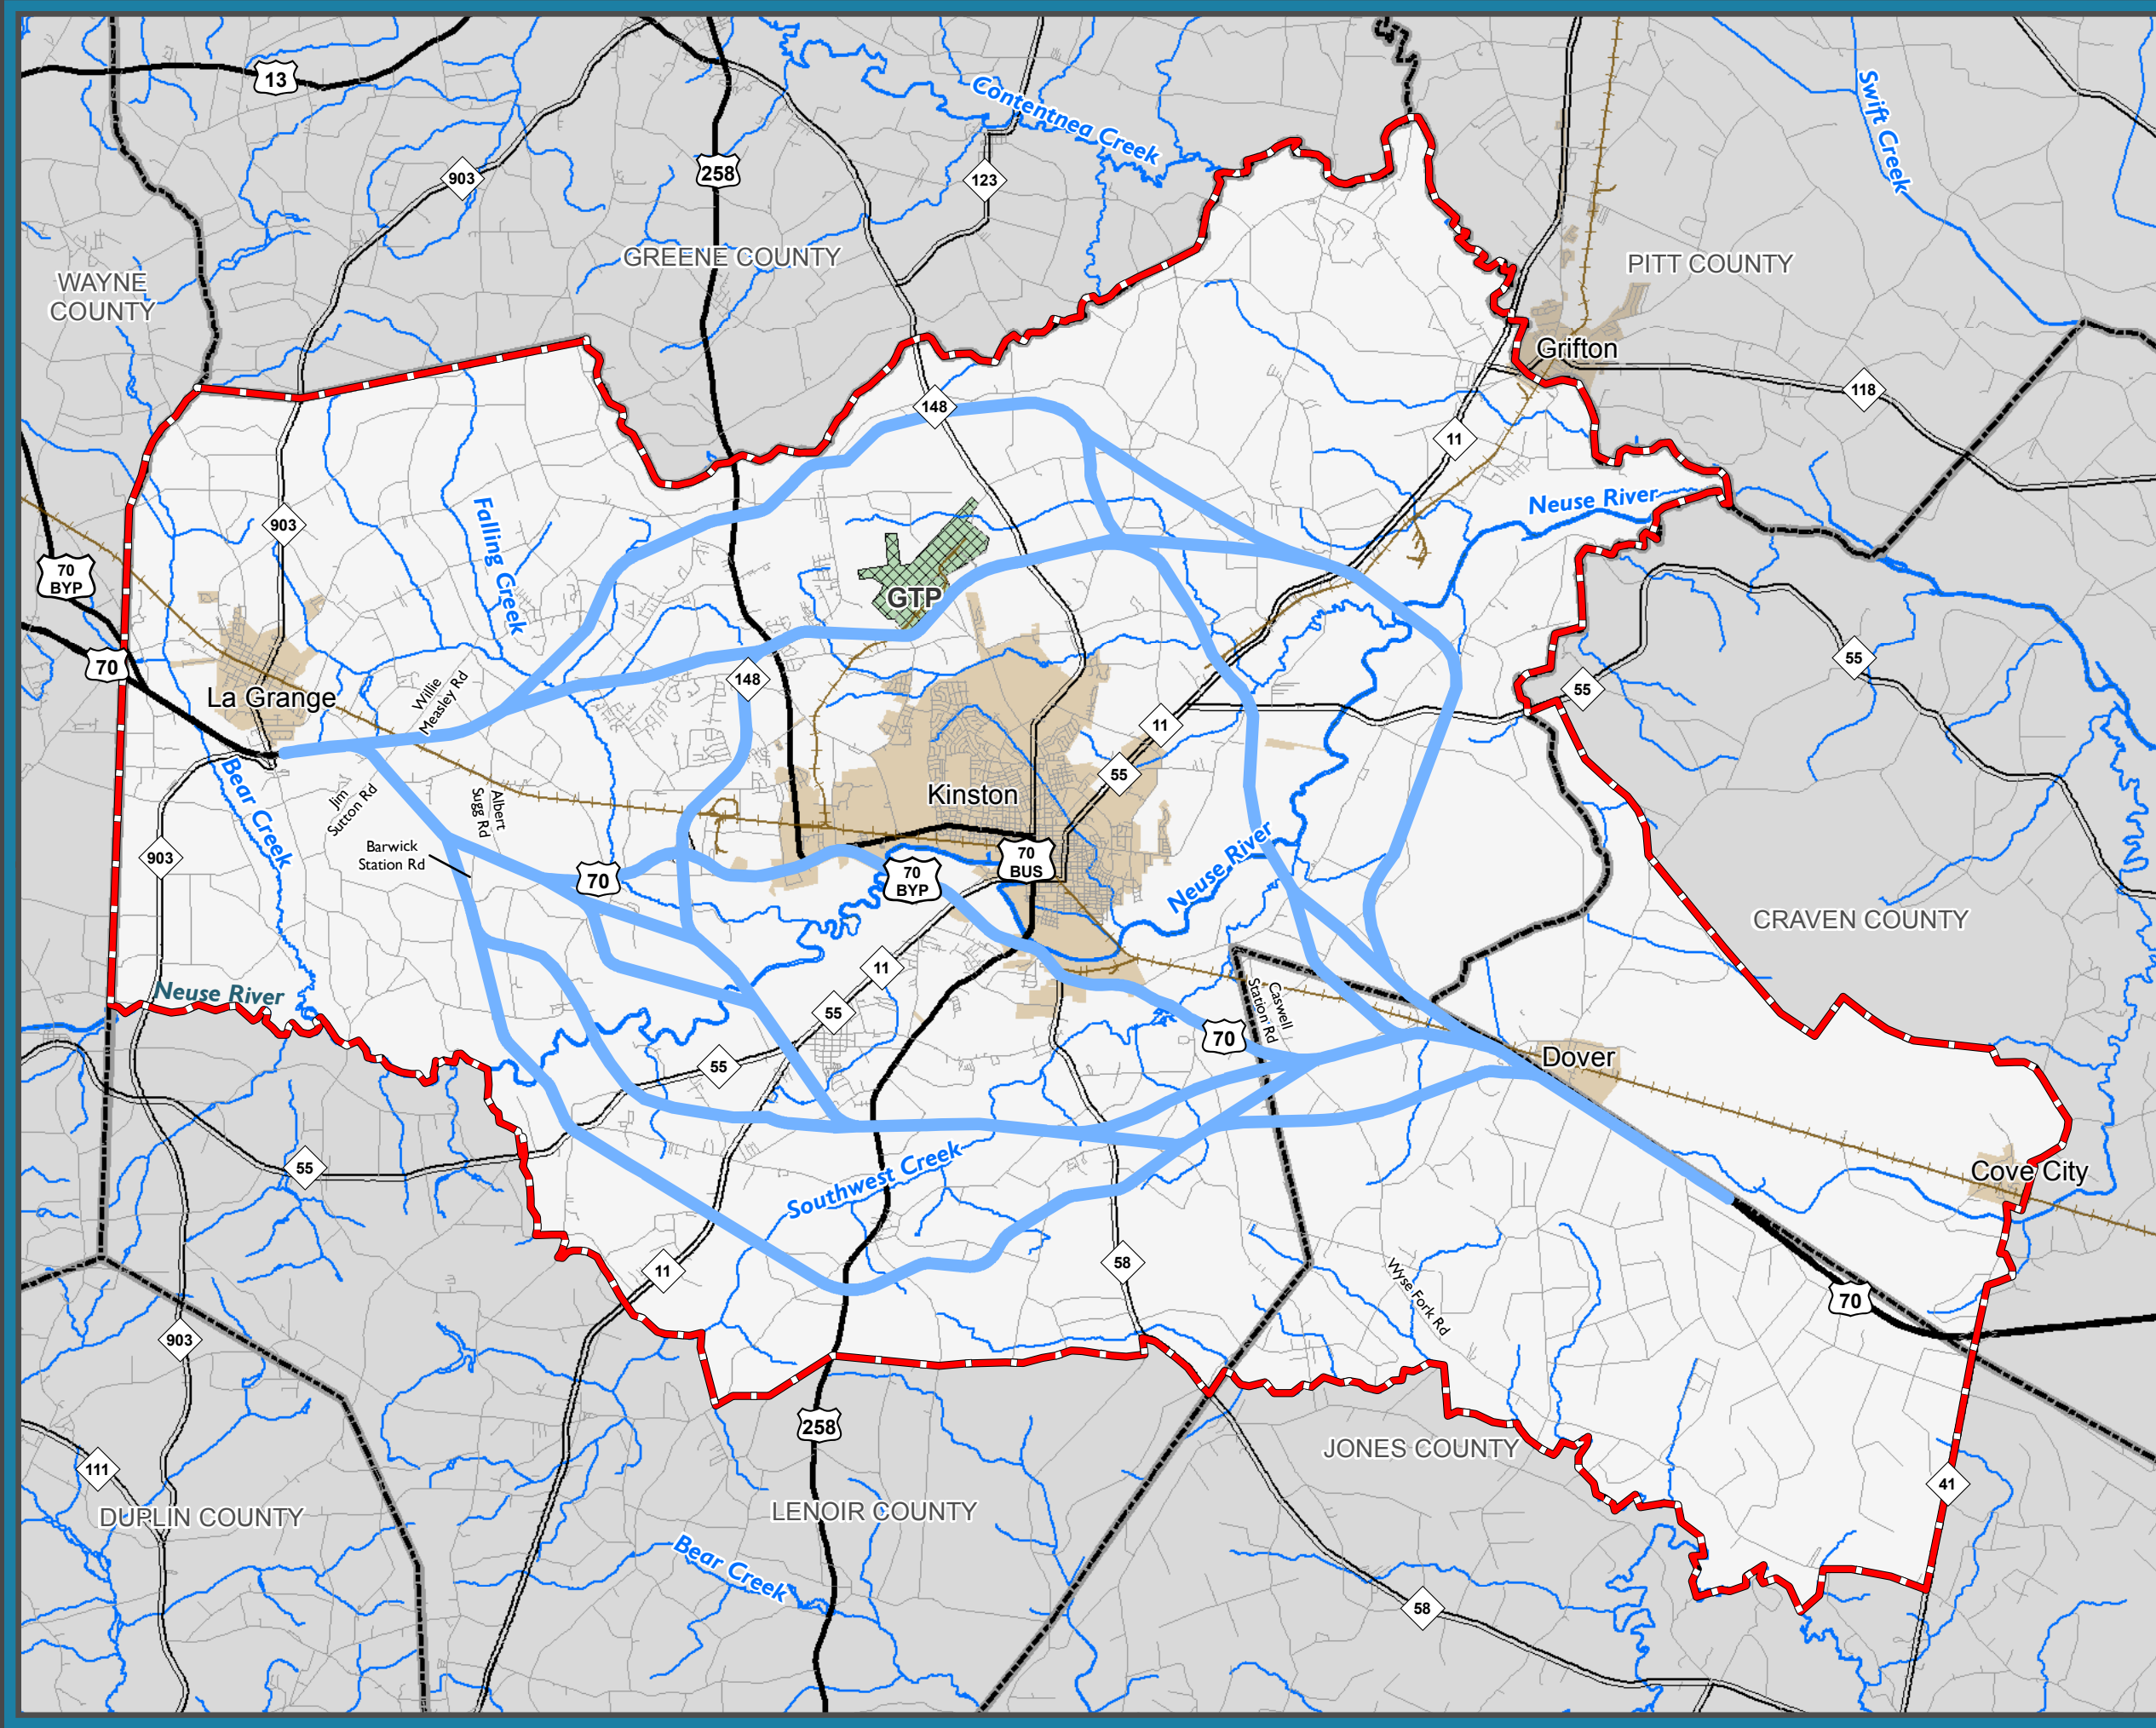 13
Contentnea Creek
Swift Creek
903
258
123
GREENE COUNTY
PITT COUNTY
WAYNE
COUNTY
Grifton
118
148
11
903
Falling
Creek
Neuse River
70
BYP
GTP
70
55
55
La Grange
Willie
Measley Rd
148
11
55
Kinston
Bear Creek
Jim
Sutton Rd
Albert
Sugg Rd
Barwick
Station Rd
903
70
70
BYP
70
BUS
Neuse River
CRAVEN COUNTY
11
Neuse River
55
Caswell
Station Rd
70
Dover
55
55
Southwest Creek
Cove City
11
58
Wyse Fork Rd
70
903
258
JONES COUNTY
111
41
DUPLIN COUNTY
LENOIR COUNTY
Bear Creek
58